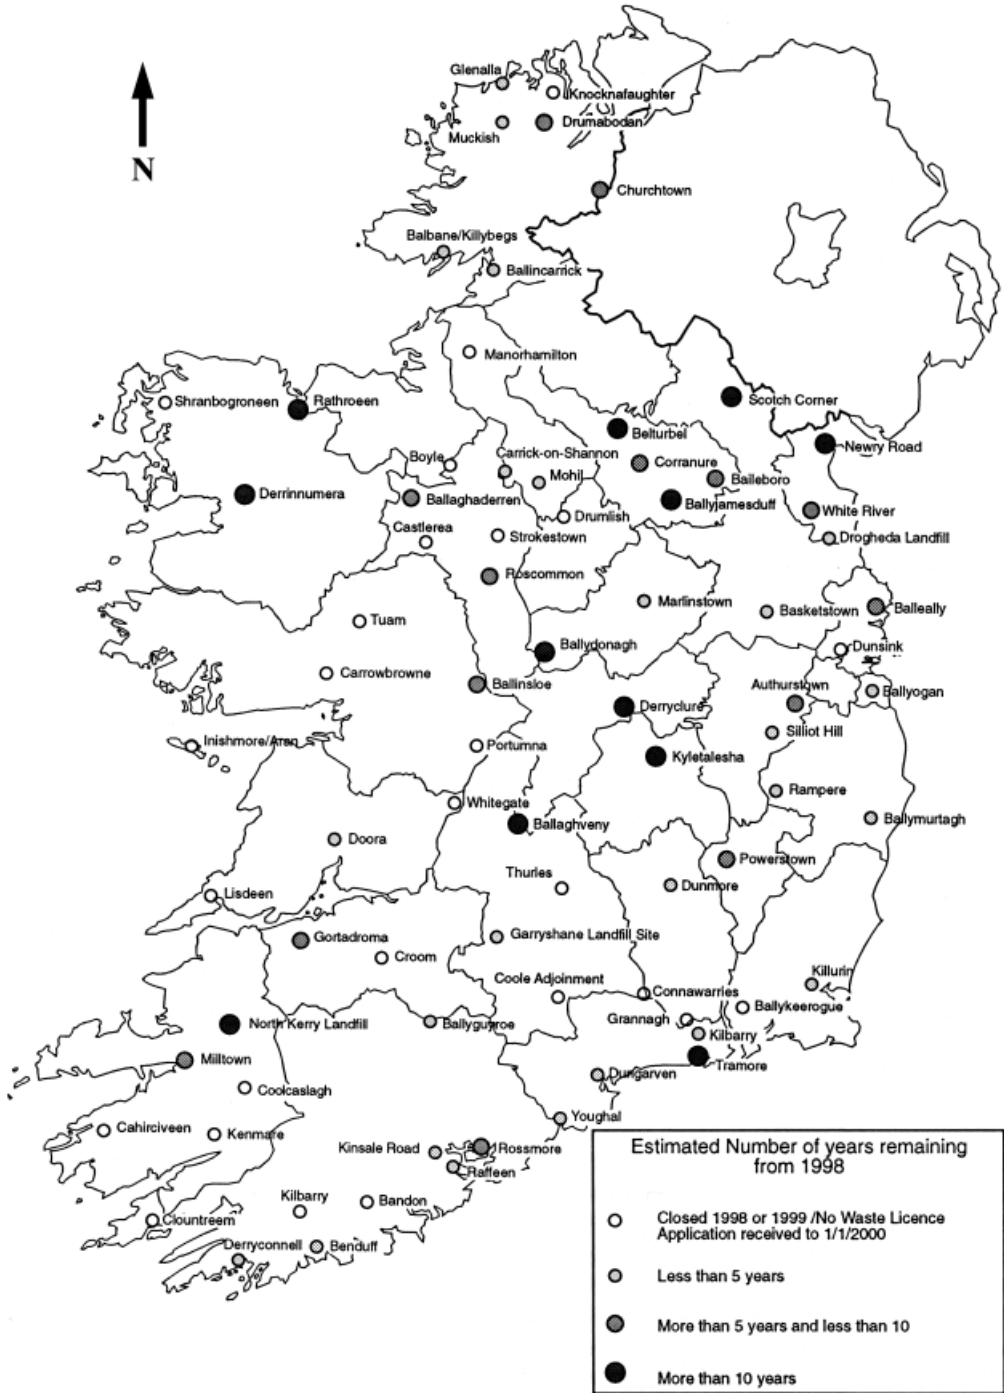 Glenalla
Knocknafaughter
N
Muckish
Drumabodan
Churchtown
Balbane/Killybegs
Ballincarrick
Manorhamilton
Shranbogroneen
Rathroeen
Scotch Corner
Belturbel
Newry Road
Boyle
Carrick-on-Shannon
Corranure
Mohil
Baileboro
Derrinnumera
Ballaghaderren
Ballyjamesduff
White River
Drumlish
Castlerea
Strokestown
Drogheda Landfill
Roscommon
Marlinstown
Basketstown
Balleally
Tuam
Ballydonagh
Dunsink
Carrowbrowne
Ballinsloe
Authurstown
Ballyogan
Derryclure
Silliot Hill
Inishmore/Aran
Portumna
Kyletalesha
Rampere
Whitegate
Ballaghveny
Ballymurtagh
Doora
Powerstown
Thurles
Dunmore
Lisdeen
Gortadroma
Garryshane Landfill Site
Croom
Killurin
Coole Adjoinment
Connawarries
Ballykeerogue
North Kerry Landfill
Ballyguyroe
Grannagh
Kilbarry
Milltown
Tramore
Dungarven
Coolcaslagh
Youghal
Cahirciveen
Kenmare
Kinsale Road
Rossmore
Raffeen
Kilbarry
Bandon
Clountreem
Derryconnell
Benduff
Estimated Number of years remaining
from 1998
Closed 1998 or 1999 /No Waste Licence
Application received to 1/1/2000
Less than 5 years
More than 5 years and less than 10
More than 10 years